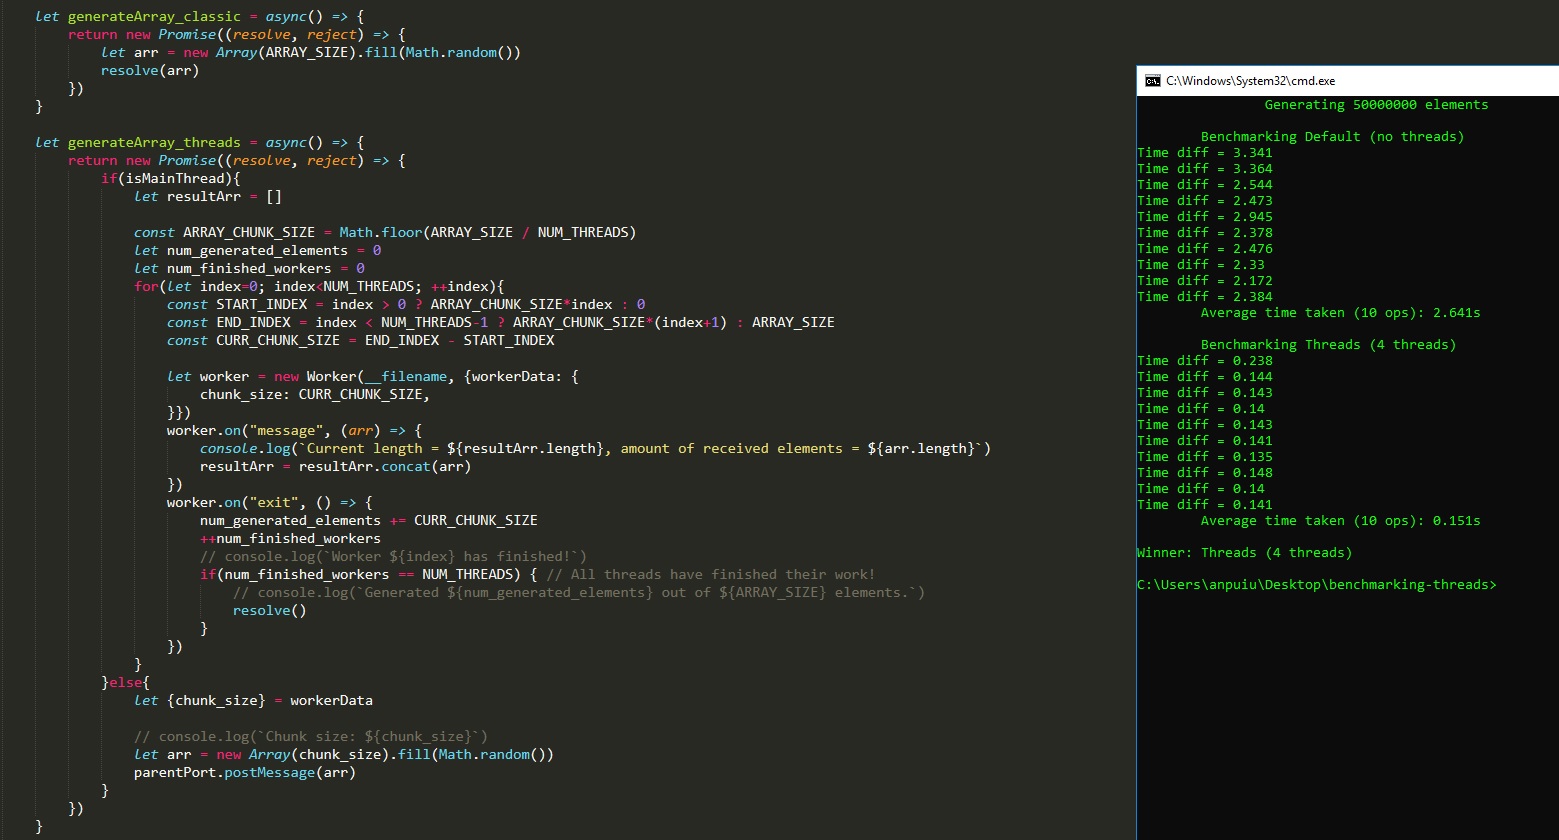 let generateArray_classic = async() => {
return new Promise((resolve, reject) => {
let arr = new Array(ARRAY_SIZE).fill(Math.random())
resolve(arr)
})
}
let generateArray_threads = async() => {
return new Promise((resolve, reject) => {
if(isMainThread){
let resultArr = []
const ARRAY_CHUNK_SIZE = Math.floor(ARRAY_SIZE / NUM_THREADS)
let num_generated_elements = 0
let num_finished_workers = 0
for(let index=0; index<NUM_THREADS; ++index){
const START_INDEX = index > 0 ? ARRAY_CHUNK_SIZE*index : 0
const END_INDEX = index < NUM_THREADS-1 ? ARRAY_CHUNK_SIZE*(index+1) : ARRAY_SIZE
const CURR_CHUNK_SIZE = END_INDEX - START_INDEX
let worker = new Worker(__filename, {workerData: {
chunk_size: CURR_CHUNK_SIZE,
}})
worker.on("message", (arr) => {
console.log(`Current length = ${resultArr.length}, amount of received elements = ${arr.length}`)
resultArr = resultArr.concat(arr)
})
worker.on("exit", () => {
num_generated_elements += CURR_CHUNK_SIZE
++num_finished_workers
// console.log(`Worker ${index} has finished!`)
if(num_finished_workers == NUM_THREADS) { // All threads have finished their work!
// console.log(`Generated ${num_generated_elements} out of ${ARRAY_SIZE} elements.`)
resolve()
}
})
}
}else{
let {chunk_size} = workerData
// console.log(`Chunk size: ${chunk_size}`)
let arr = new Array(chunk_size).fill(Math.random())
parentPort.postMessage(arr)
}
})
}
C:\Windows\System32\cmd.exe
Generating 50000000 elements
Benchmarking Default (no threads)
Time diff = 3.341
Time diff = 3.364
Time diff = 2.544
Time diff = 2.473
Time diff = 2.945
Time diff = 2.378
Time diff = 2.476
Time diff = 2.33
Time diff = 2.172
Time diff = 2.384
Average time taken (10 ops): 2.641s
Benchmarking Threads (4 threads)
Time diff = 0.238
Time diff = 0.144
Time diff = 0.143
Time diff = 0.14
Time diff = 0.143
Time diff = 0.141
Time diff = 0.135
Time diff = 0.148
Time diff = 0.14
Time diff = 0.141
Average time taken (10 ops): 0.151s
Winner: Threads (4 threads)
C:\Users\anpuiu\Desktop\benchmarking-threads>